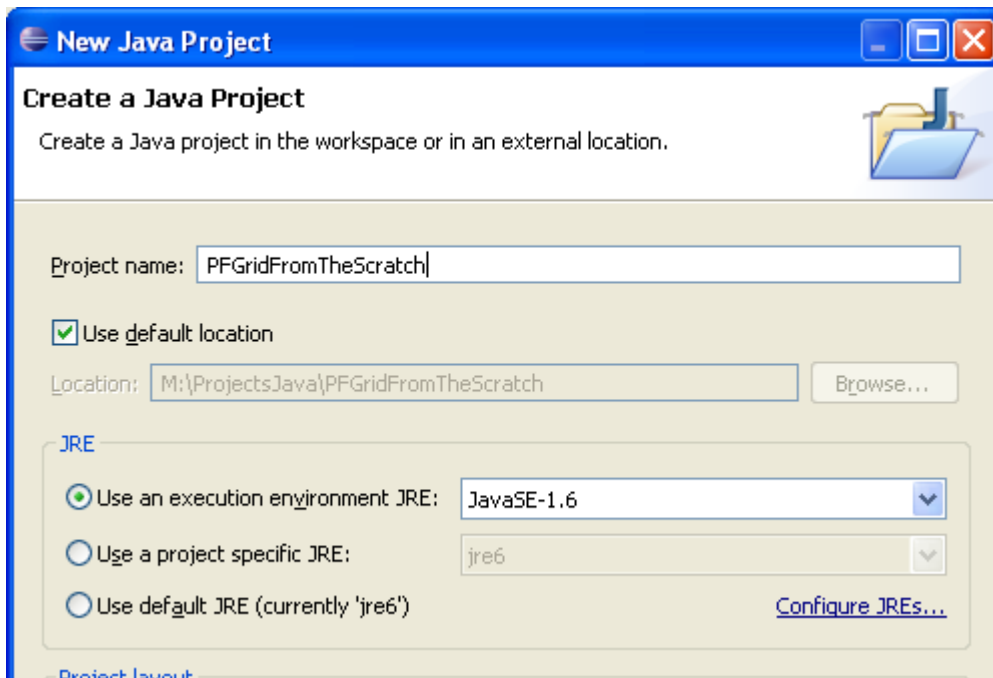 New Java Project
Create a Java Project
Create a Java project in the workspace or in an external location.
Project name: PFGridFromTheScratch
Use default location
Location: M:\ProjectsJava\PFGridFromTheScratch Browse...
JRE
Use an execution environment JRE: JavaSE-1.6
Use a project specific JRE: jre6
Use default JRE (currently 'jre6') Configure JREs...
Project layout